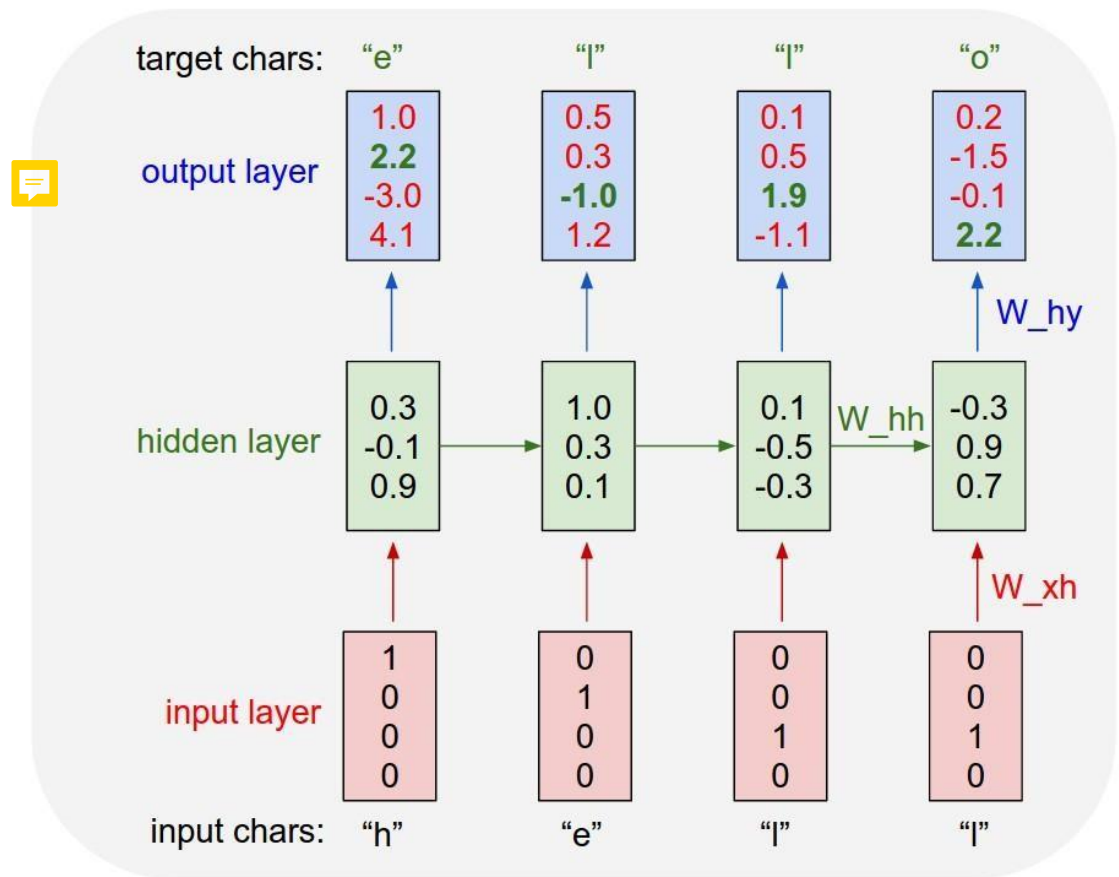 target chars: “e” “l” “l” “o”
output layer
1.0 0.5 0.1 0.2
2.2 0.3 0.5 -1.5
-3.0 -1.0 1.9 -0.1
4.1 1.2 -1.1 2.2
W_hy
hidden layer
0.3 1.0 0.1 -0.3
-0.1 0.3 -0.5 0.9
0.9 0.1 -0.3 0.7
W_hh
W_xh
input layer
1 0 0 0
0 1 0 0
0 0 1 1
0 0 0 0
input chars: “h” “e” “l” “l”